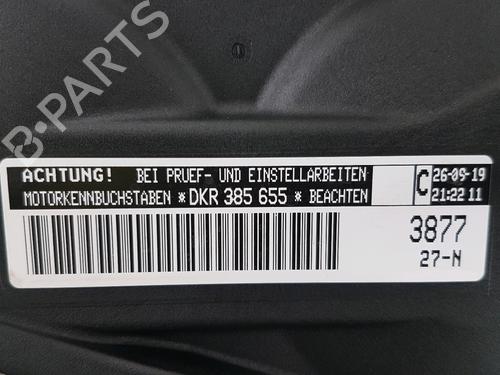 B-PARTS
ACHTUNG! BEI PRUEF- UND EINSTELLARBEITEN
MOTORKENNBUCHSTABEN *DKR 385 655 * BEACHTEN
C 26-09-19
21:22 11
3877
27-N